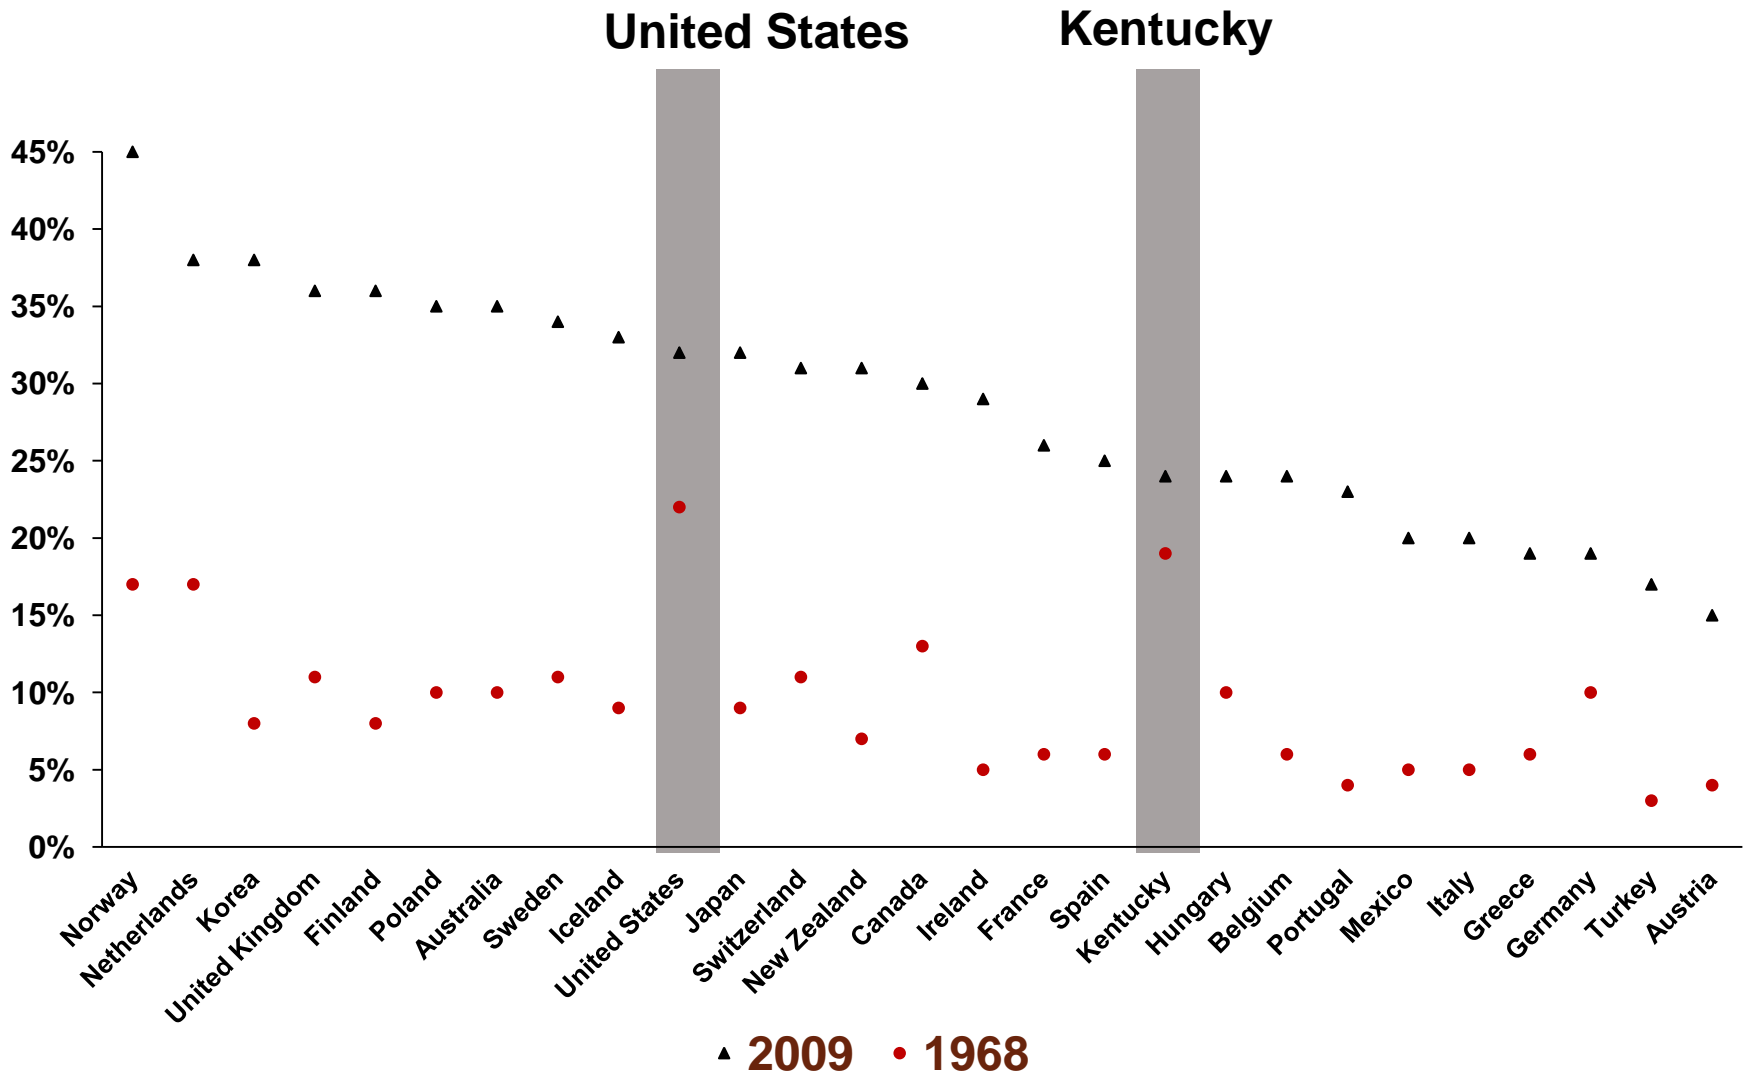 United States Kentucky
45%
40%
35%
30%
25%
20%
15%
10%
5%
0%
Norway
Netherlands
Korea
United Kingdom
Finland
Poland
Australia
Sweden
Iceland
United States
Japan
Switzerland
New Zealand
Canada
Ireland
France
Spain
Kentucky
Hungary
Belgium
Portugal
Mexico
Italy
Greece
Germany
Turkey
Austria
2009 1968